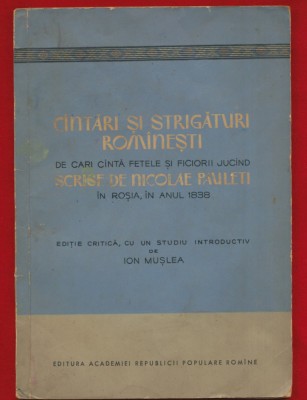 CÎNTĂRI ȘI STRIGĂTURI
ROMÎNEȘTI
DE CARI CÎNTĂ FETELE ȘI FICIORII JUCIND
SCRISE DE NICOLAE PAULETI
ÎN ROȘIA, ÎN ANUL 1838
EDIȚIE CRITICĂ, CU UN STUDIU INTRODUCTIV
DE
ION MUȘLEA
EDITURA ACADEMIEI REPUBLICII POPULARE ROMÎNE